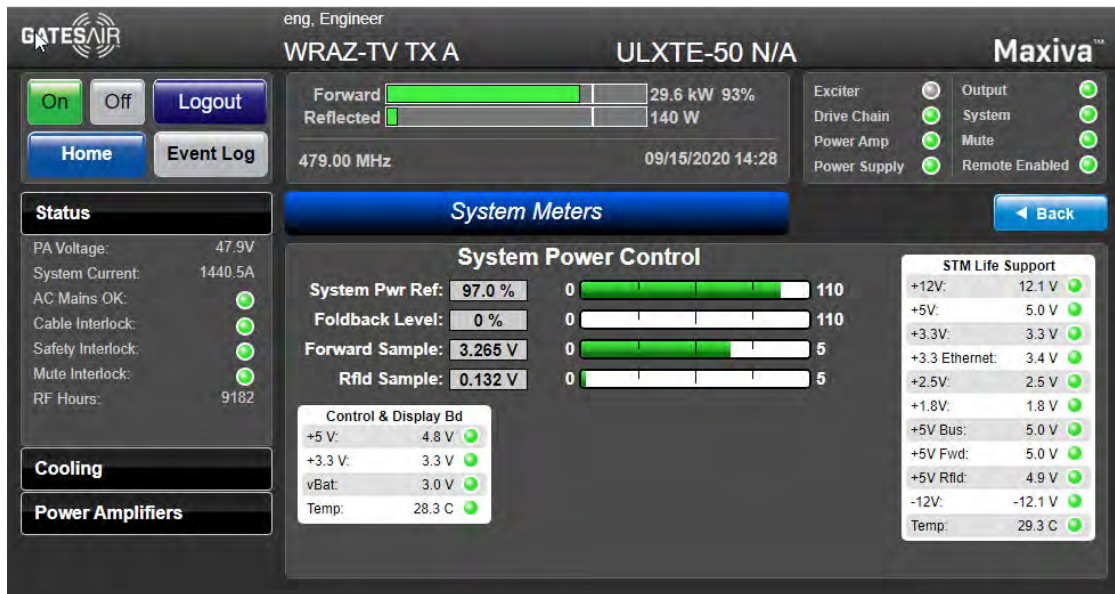 eng, Engineer
GATESAIR
WRAZ-TV TX A
ULXTE-50 N/A
Maxiva™
On
Off
Logout
Home
Event Log
Forward 29.6 kW 93%
Reflected 140 W
479.00 MHz 09/15/2020 14:28
Exciter
Output
Drive Chain
System
Power Amp
Mute
Power Supply
Remote Enabled
Status
PA Voltage: 47.9V
System Current: 1440.5A
AC Mains OK:
Cable Interlock:
Safety Interlock:
Mute Interlock:
RF Hours: 9182
Cooling
Power Amplifiers
System Meters
◄ Back
System Power Control
System Pwr Ref: 97.0 % 0 110
Foldback Level: 0 % 0 110
Forward Sample: 3.265 V 0 5
Rfld Sample: 0.132 V 0 5
Control & Display Bd
+5 V: 4.8 V
+3.3 V: 3.3 V
vBat: 3.0 V
Temp: 28.3 C
STM Life Support
+12V: 12.1 V
+5V: 5.0 V
+3.3V: 3.3 V
+3.3 Ethernet: 3.4 V
+2.5V: 2.5 V
+1.8V: 1.8 V
+5V Bus: 5.0 V
+5V Fwd: 5.0 V
+5V Rfld: 4.9 V
-12V: -12.1 V
Temp: 29.3 C